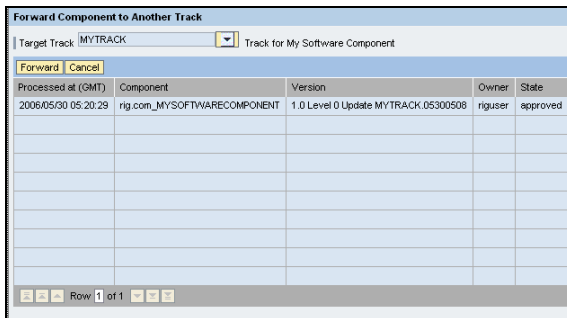 Forward Component to Another Track
Target Track MYTRACK Track for My Software Component
Forward Cancel
Processed at (GMT) Component Version Owner State
2006/05/30 05:20:29 rig.com_MYSOFTWARECOMPONENT 1.0 Level 0 Update MYTRACK.05300508 riguser approved
Row 1 of 1